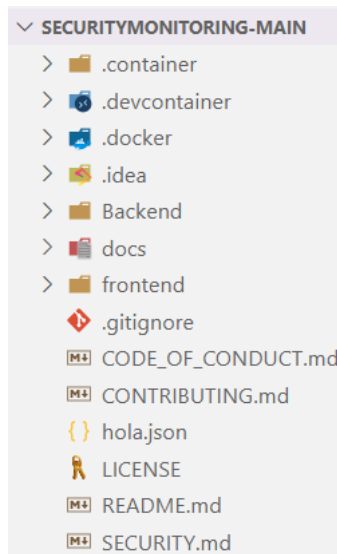 SECURITYMONITORING-MAIN
.container
.devcontainer
.docker
.idea
Backend
docs
frontend
.gitignore
CODE_OF_CONDUCT.md
CONTRIBUTING.md
hola.json
LICENSE
README.md
SECURITY.md